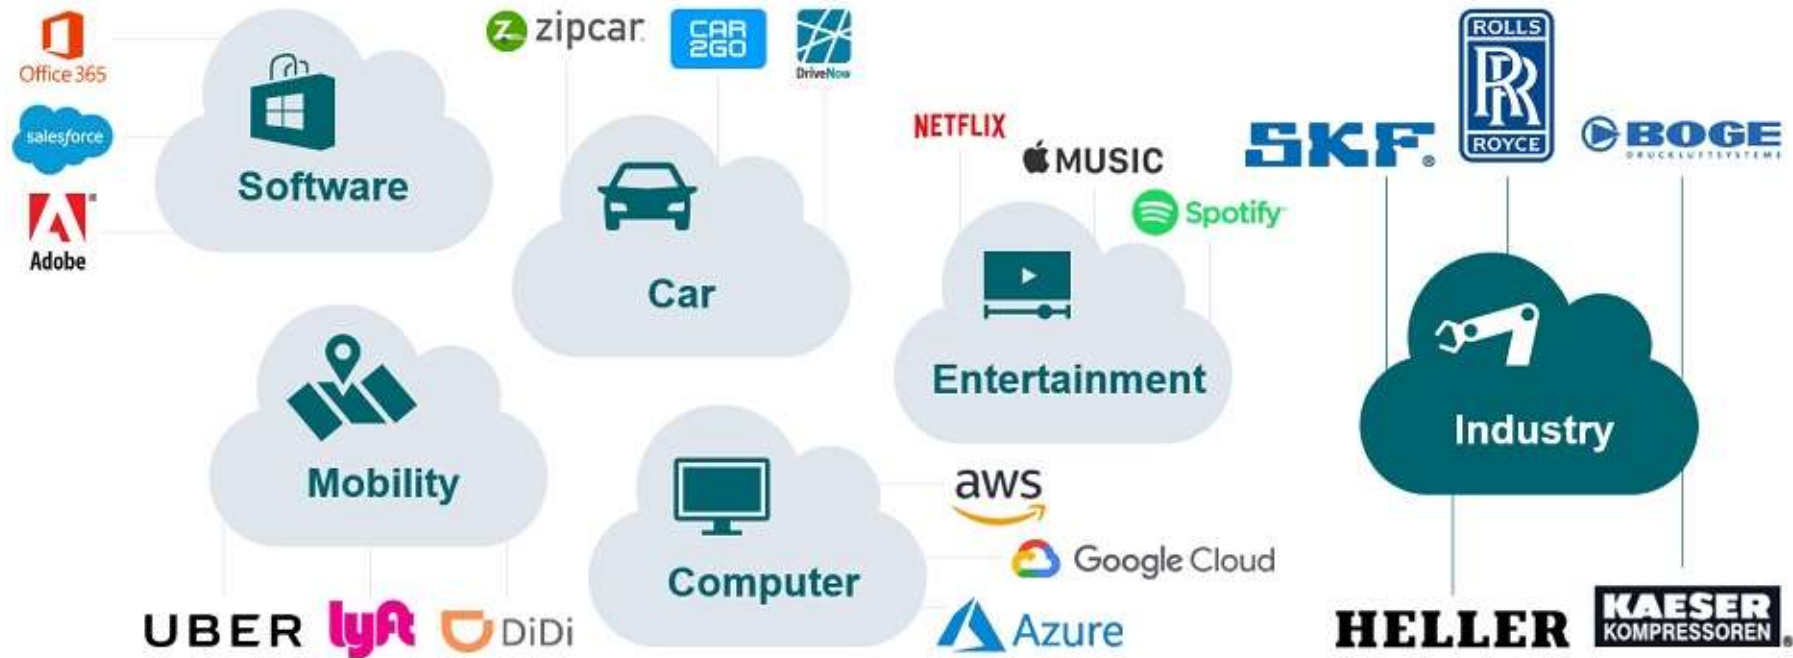 Office 365
salesforce
Adobe
Software
zipcar
CAR
2GO
DriveNow
Car
NETFLIX
MUSIC
Spotify
Entertainment
SKF
ROLLS
RR
ROYCE
BOGE
DRUCKLUFTSYSTEME
Industry
HELLER
KAESER
KOMPRESSOREN
Mobility
UBER
lyft
DiDi
Computer
aws
Google Cloud
Azure